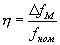 η = Δf_M / f_ном